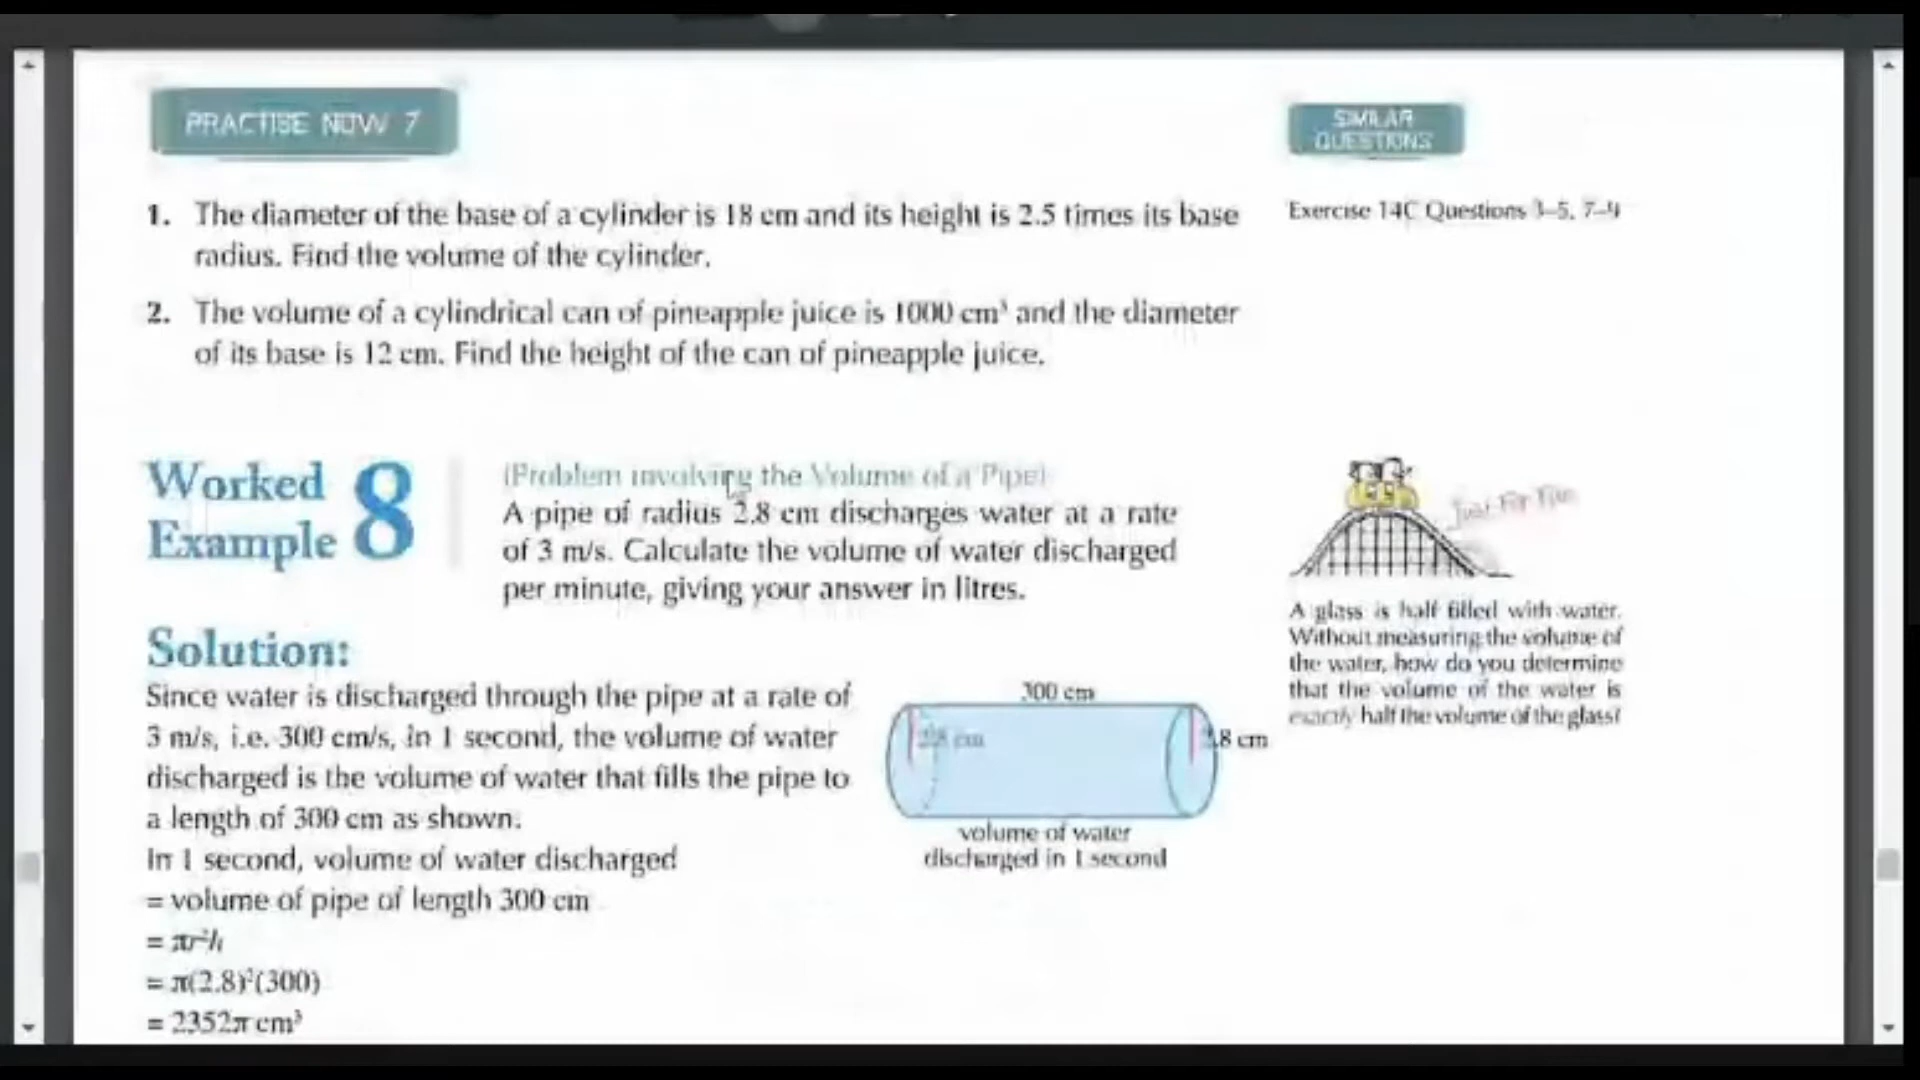 PRACTISE NOW 7
SIMILAR
QUESTIONS
1. The diameter of the base of a cylinder is 18 cm and its height is 2.5 times its base
radius. Find the volume of the cylinder.
Exercise 14C Questions 3–5, 7–9
2. The volume of a cylindrical can of pineapple juice is 1000 cm³ and the diameter
of its base is 12 cm. Find the height of the can of pineapple juice.
Worked
Example 8
(Problem involving the Volume of a Pipe)
A pipe of radius 2.8 cm discharges water at a rate
of 3 m/s. Calculate the volume of water discharged
per minute, giving your answer in litres.
Just For Fun
A glass is half filled with water.
Without measuring the volume of
the water, how do you determine
that the volume of the water is
exactly half the volume of the glass?
Solution:
Since water is discharged through the pipe at a rate of
3 m/s, i.e. 300 cm/s, in 1 second, the volume of water
discharged is the volume of water that fills the pipe to
a length of 300 cm as shown.
In 1 second, volume of water discharged
= volume of pipe of length 300 cm
= πr²h
= π(2.8)²(300)
= 2352π cm³
300 cm
2.8 cm
.8 cm
volume of water
discharged in 1 second